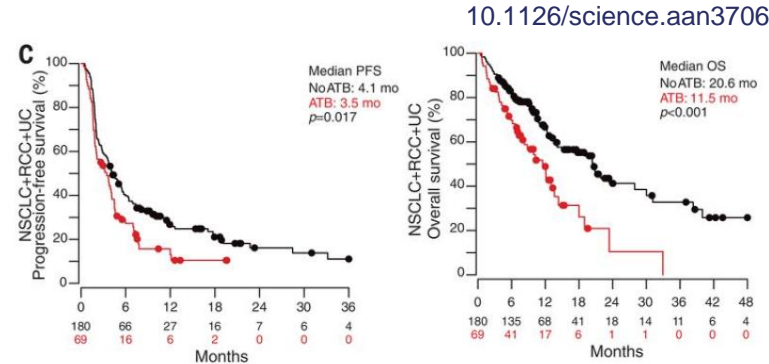 10.1126/science.aan3706
C
NSCLC+RCC+UC
Progression-free survival (%)
100
80
60
40
20
0
Median PFS
NoATB: 4.1 mo
ATB: 3.5 mo
p=0.017
0 6 12 18 24 30 36
180 66 27 16 7 6 4
69 16 6 2 0 0 0
Months
NSCLC+RCC+UC
Overall survival (%)
100
80
60
40
20
0
Median OS
NoATB: 20.6 mo
ATB: 11.5 mo
p<0.001
0 6 12 18 24 30 36 42 48
180 135 68 41 18 14 11 6 4
69 41 17 6 1 1 0 0 0
Months